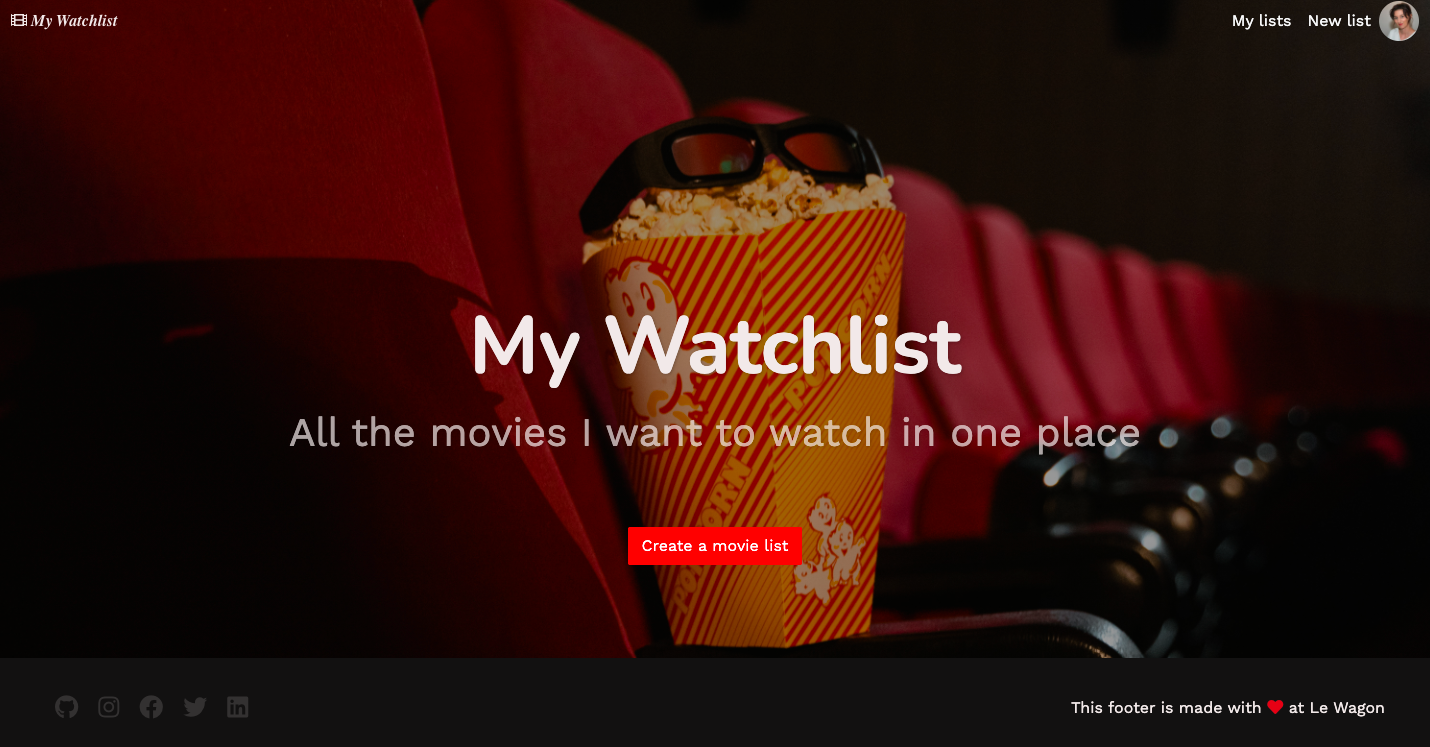 My Watchlist
My lists New list
My Watchlist
All the movies I want to watch in one place
Create a movie list
This footer is made with ❤ at Le Wagon